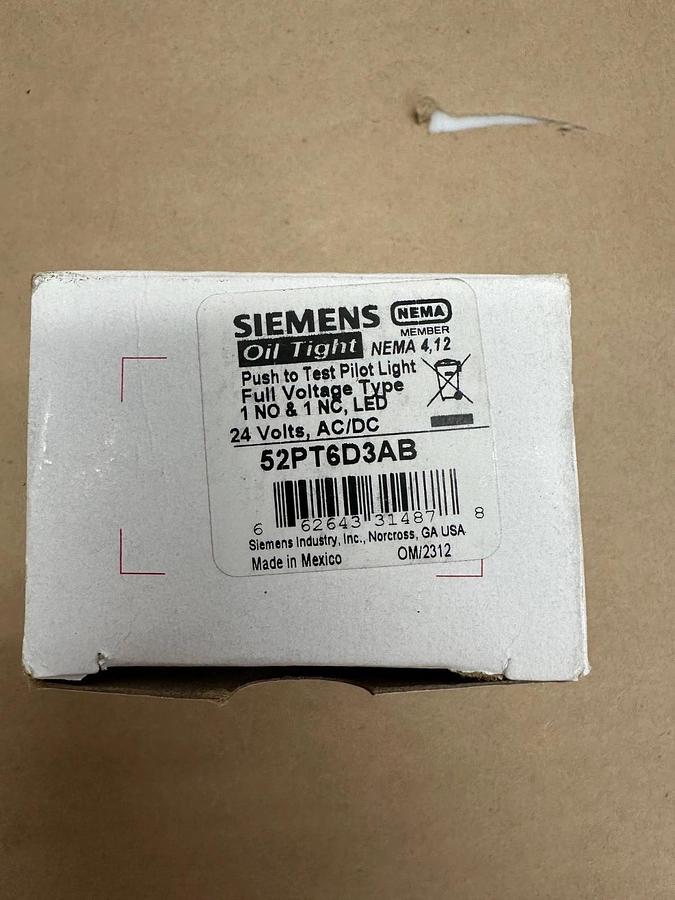 SIEMENS NEMA
MEMBER
Oil Tight NEMA 4,12
Push to Test Pilot Light
Full Voltage Type
1 NO & 1 NC, LED
24 Volts, AC/DC
52PT6D3AB
6 62643 31487 8
Siemens Industry, Inc., Norcross, GA USA
Made in Mexico OM/2312